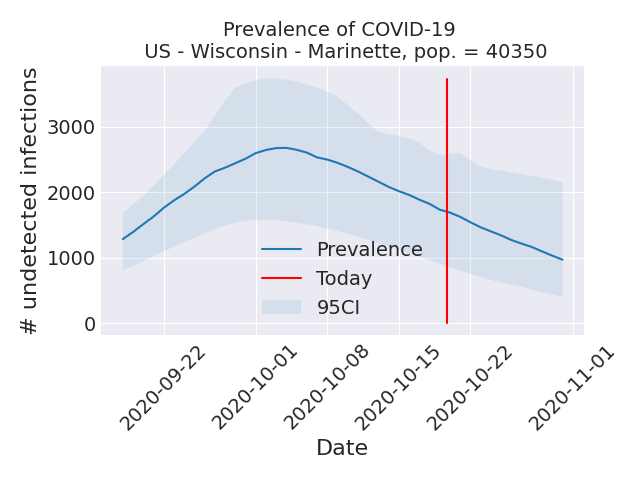 Prevalence of COVID-19
US - Wisconsin - Marinette, pop. = 40350
# undetected infections
3000
2000
1000
0
Prevalence
Today
95CI
2020-09-22
2020-10-01
2020-10-08
2020-10-15
2020-10-22
2020-11-01
Date